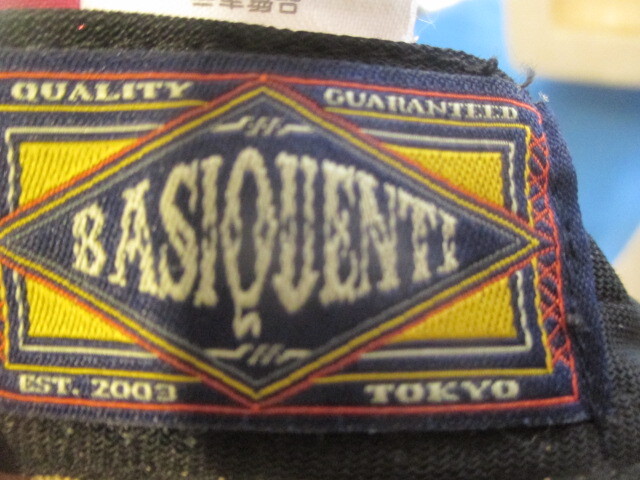 QUALITY GUARANTEED
BASIQUENTI
EST. 2003 TOKYO